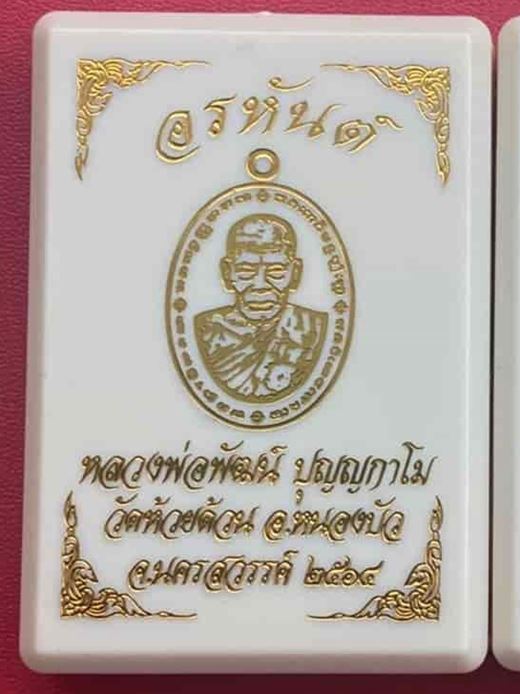 อรหันต์
หลวงพ่อพัฒน์ ปุญญกาโม
วัดห้วยด้วน อ.หนองบัว
จ.นครสวรรค์ ๒๕๖๔